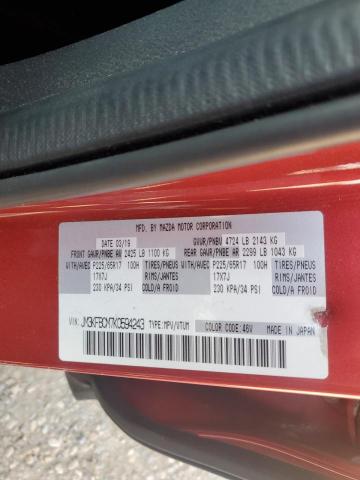 MFD. BY MAZDA MOTOR CORPORATION
DATE 03/19 GVWR/PNBV 4724 LB 2143 KG
FRONT GAWR/PNBE AV 2425 LB 1100 KG REAR GAWR/PNBE AR 2299 LB 1043 KG
WITH/AVEC P225/65R17 100H TIRES/PNEUS WITH/AVEC P225/65R17 100H TIRES/PNEUS
17X7J RIMS/JANTES 17X7J RIMS/JANTES
230 KPA/34 PSI COLD/A FROID 230 KPA/34 PSI COLD/A FROID
VIN: JM3KFBCM7K0594243 TYPE:MPV/VTUM COLOR CODE:46V MADE IN JAPAN